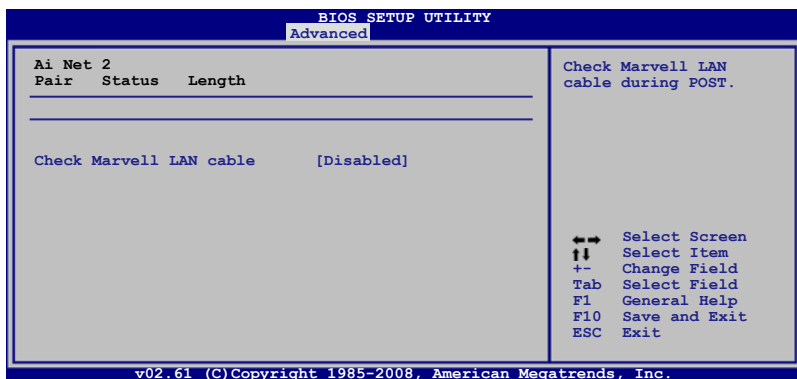 BIOS SETUP UTILITY
Advanced
Ai Net 2
Pair Status Length
Check Marvell LAN cable [Disabled]
Check Marvell LAN
cable during POST.
Select Screen
Select Item
+- Change Field
Tab Select Field
F1 General Help
F10 Save and Exit
ESC Exit
v02.61 (C)Copyright 1985-2008, American Megatrends, Inc.